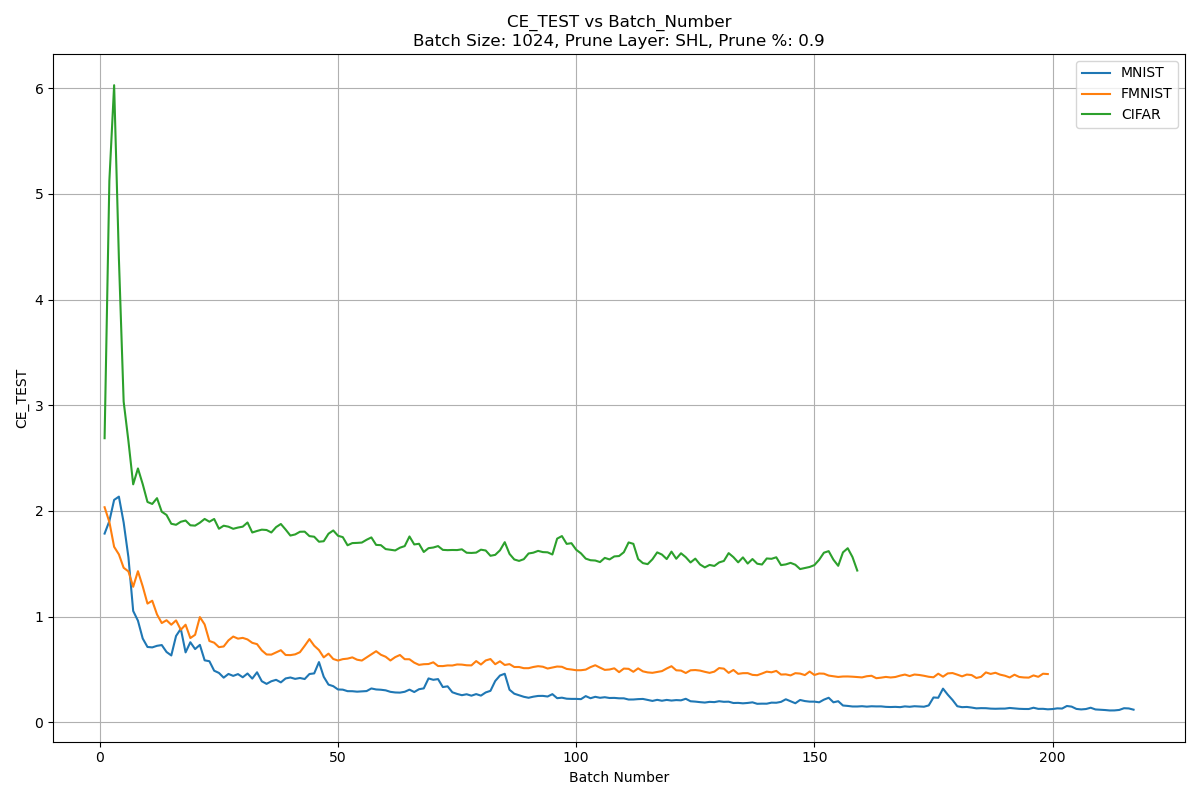 CE_TEST vs Batch_Number
Batch Size: 1024, Prune Layer: SHL, Prune %: 0.9
MNIST
FMNIST
CIFAR
CE_TEST
6
5
4
3
2
1
0
0
50
100
150
200
Batch Number